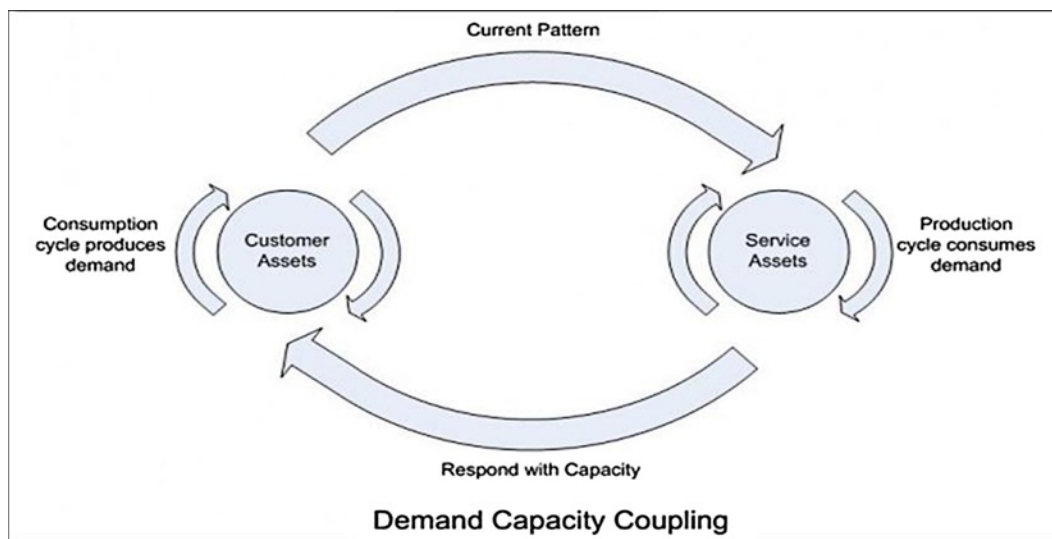 Current Pattern
Consumption
cycle produces
demand
Customer
Assets
Service
Assets
Production
cycle consumes
demand
Respond with Capacity
Demand Capacity Coupling